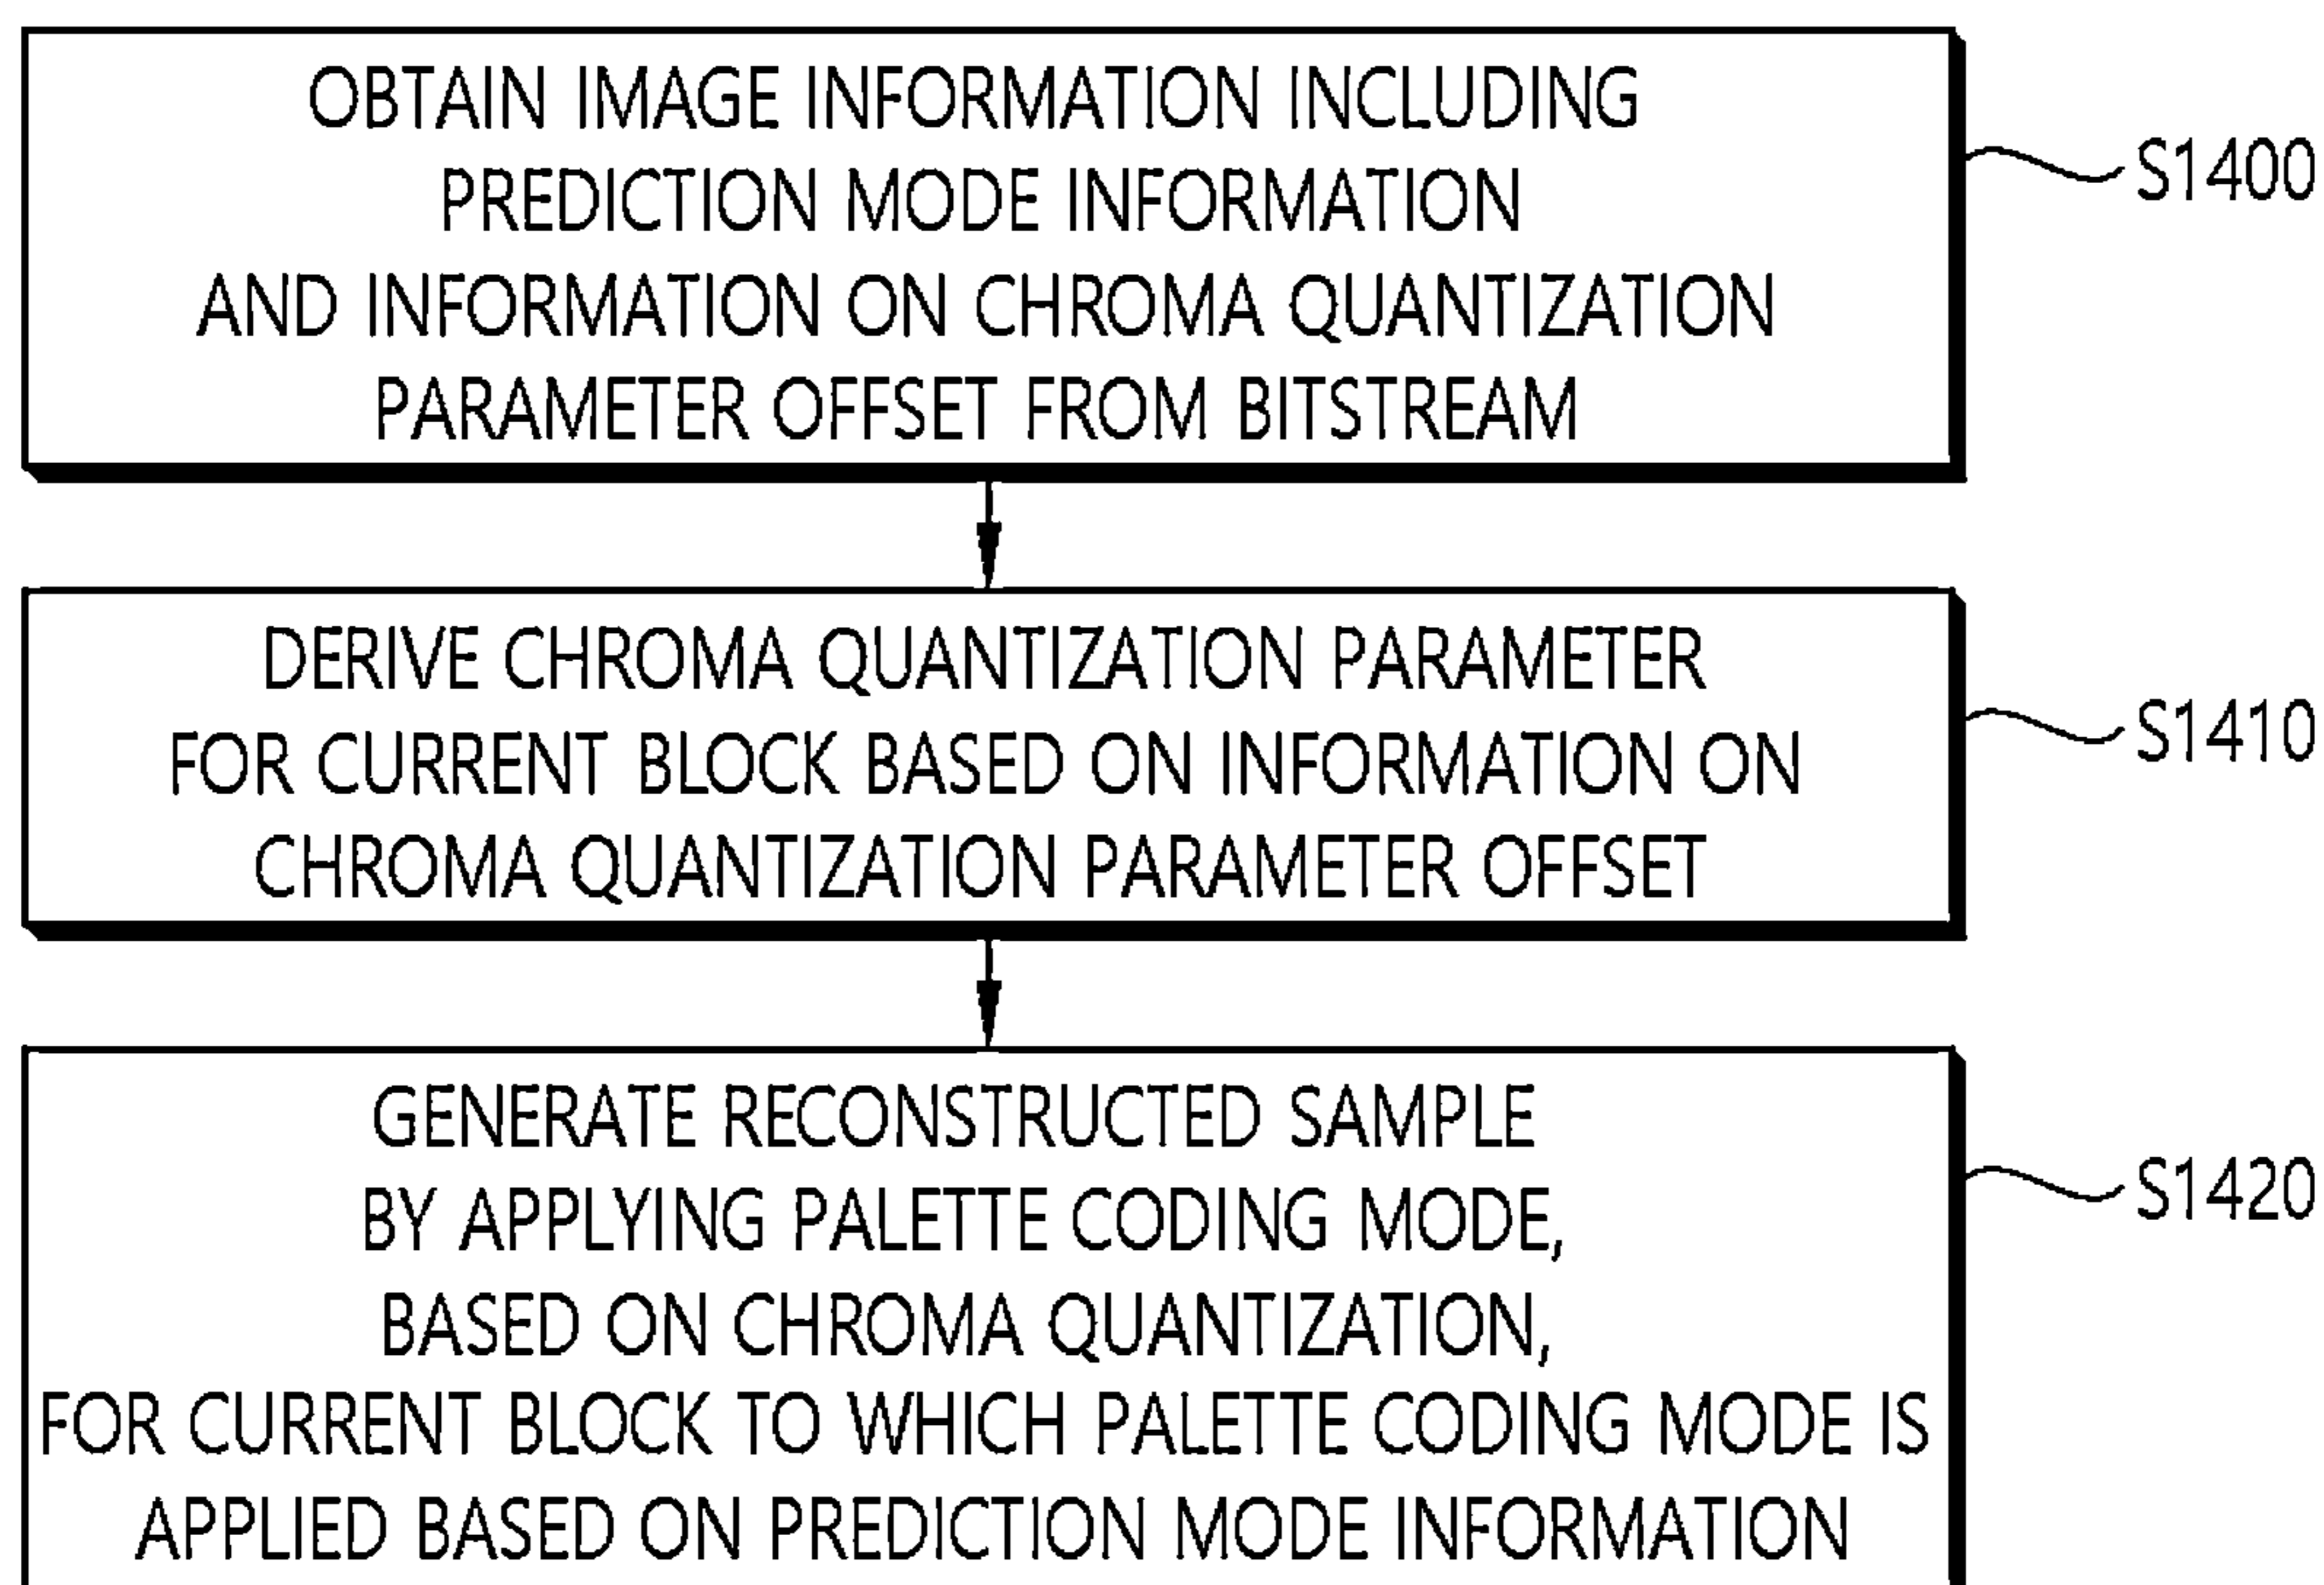 OBTAIN IMAGE INFORMATION INCLUDING
PREDICTION MODE INFORMATION
AND INFORMATION ON CHROMA QUANTIZATION
PARAMETER OFFSET FROM BITSTREAM
S1400
DERIVE CHROMA QUANTIZATION PARAMETER
FOR CURRENT BLOCK BASED ON INFORMATION ON
CHROMA QUANTIZATION PARAMETER OFFSET
S1410
GENERATE RECONSTRUCTED SAMPLE
BY APPLYING PALETTE CODING MODE,
BASED ON CHROMA QUANTIZATION,
FOR CURRENT BLOCK TO WHICH PALETTE CODING MODE IS
APPLIED BASED ON PREDICTION MODE INFORMATION
S1420